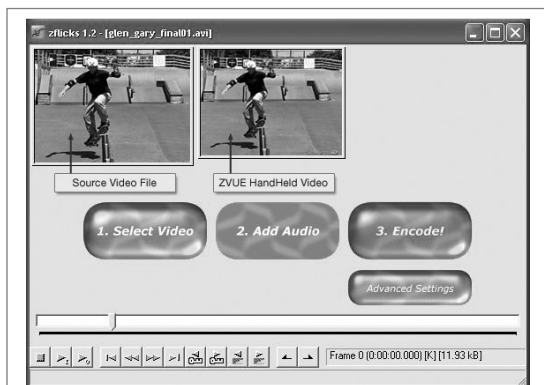 zflicks 1.2 - [glen_gary_final01.avi]
Source Video File
ZVUE HandHeld Video
1. Select Video
2. Add Audio
3. Encode!
Advanced Settings
Frame 0 (0:00:00.000) [K] [11.93 kB]